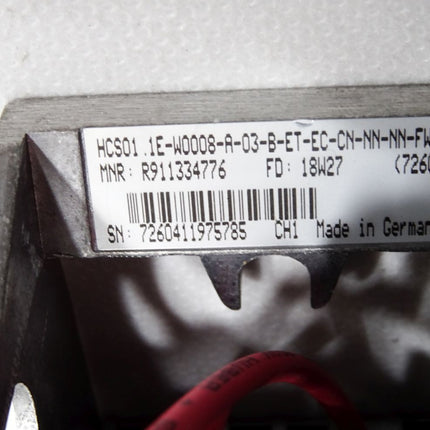 HCS01.1E-W0008-A-03-B-ET-EC-CN-NN-NN-FW
MNR: R911334776 FD: 18W27 (7260
SN: 7260411975785 CH1 Made in German